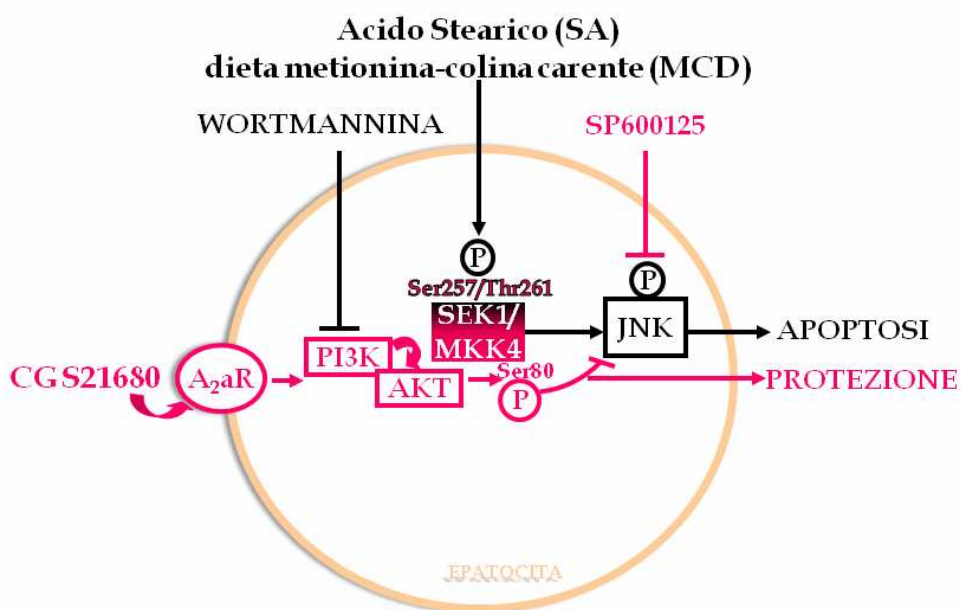 Acido Stearico (SA)
dieta metionina-colina carente (MCD)
WORTMANNINA
SP600125
P
P
Ser257/Thr261
SEK1/
MKK4
JNK
APOPTOSI
PI3K
CGS21680
A₂aR
AKT
Ser80
P
PROTEZIONE
EPATOCITA